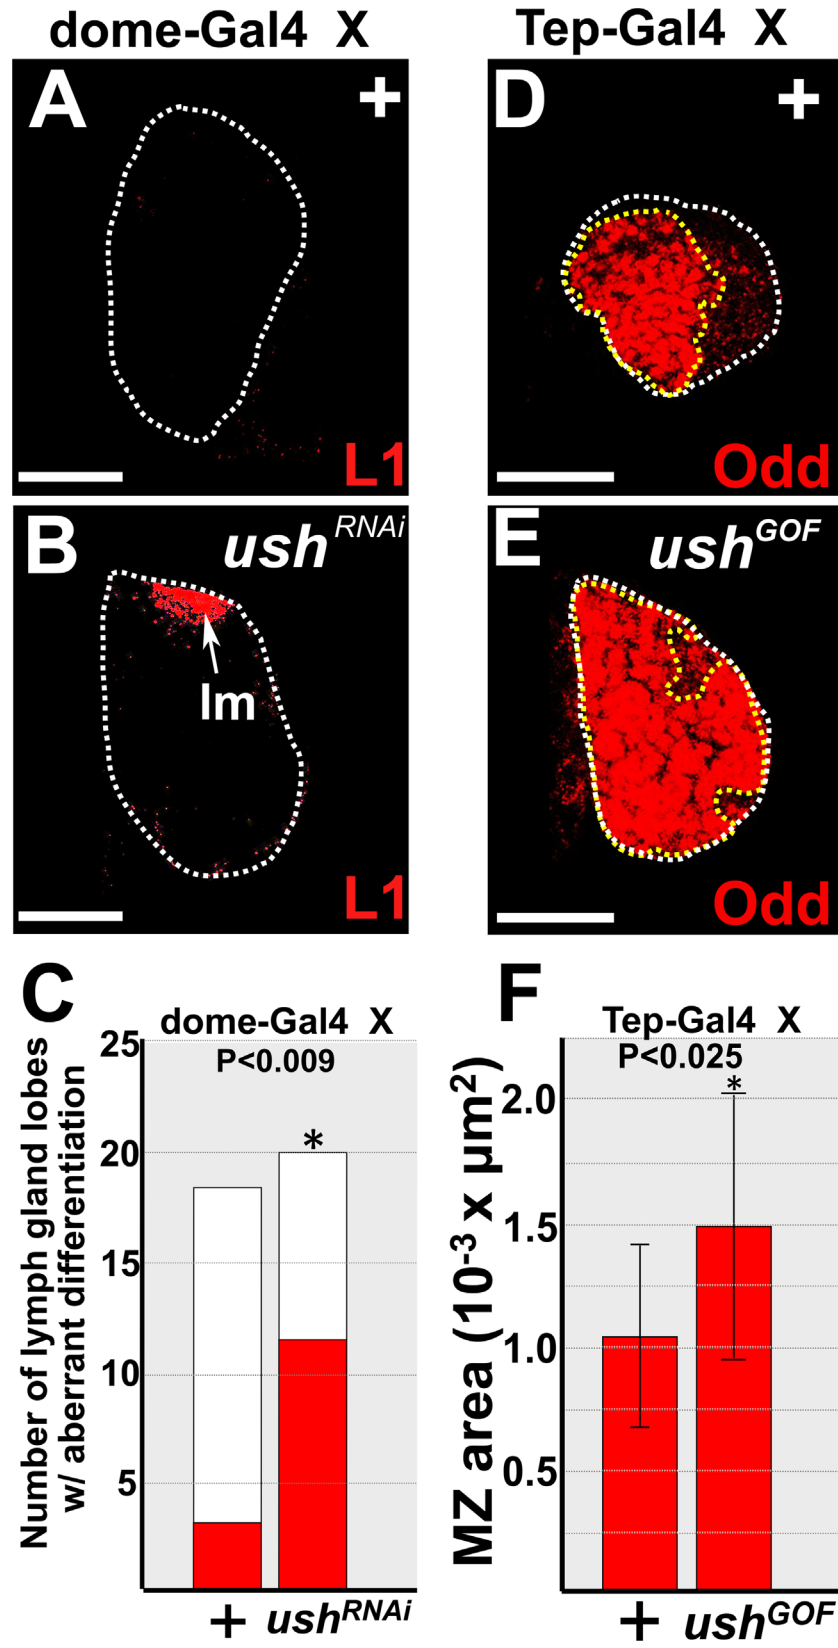 dome-Gal4 X
Tep-Gal4 X
A
+
L1
D
+
Odd
B
ush^RNAi
lm
L1
E
ush^GOF
Odd
C
dome-Gal4 X
P<0.009
*
Number of lymph gland lobes
w/ aberrant differentiation
25
20
15
10
5
+ ush^RNAi
F
Tep-Gal4 X
P<0.025
*
MZ area (10⁻³ x µm²)
2.0
1.5
1.0
0.5
+ ush^GOF